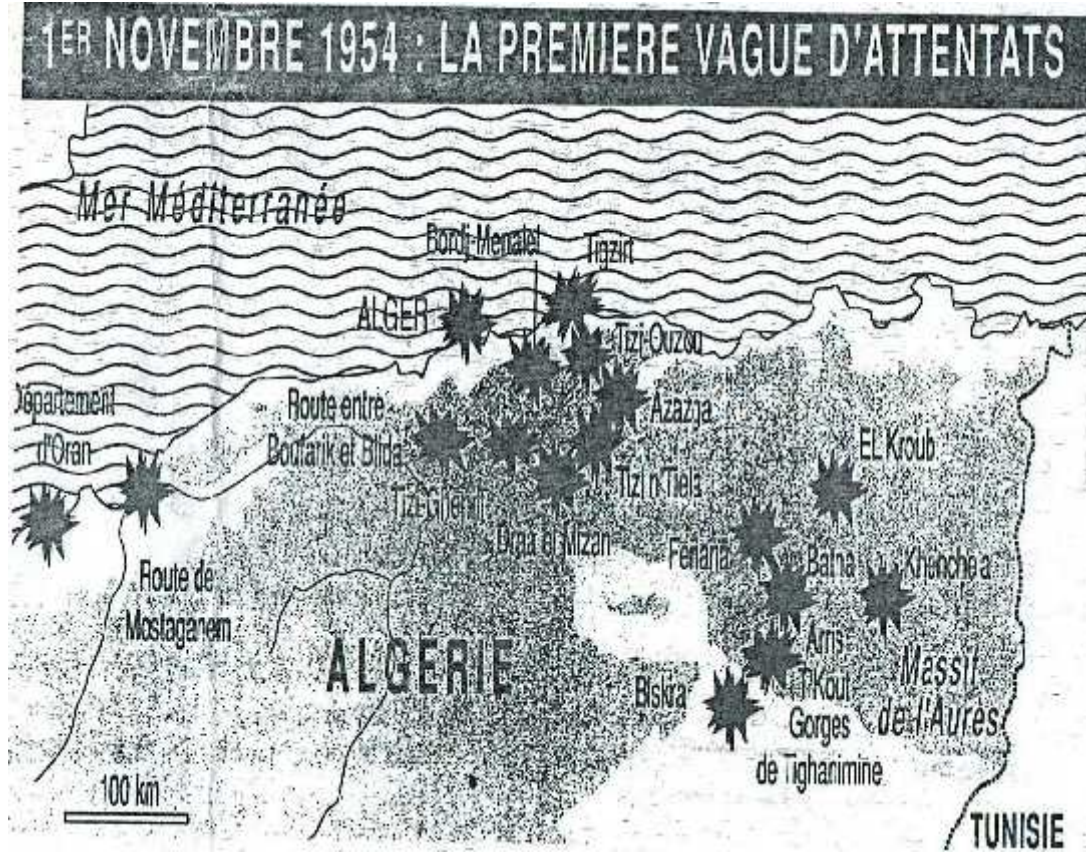 1ER NOVEMBRE 1954 : LA PREMIERE VAGUE D'ATTENTATS
Mer Méditerranée
Bordj-Menaïel
Tigzirt
ALGER
Tizi-Ouzou
Département
d'Oran
Route entre
Boufarik et Blida
Azazga
EL Kroub
Tizi-Gheniff
Tizi n'Tleta
Draa el Mizan
Batna
Khenchela
Route de
Mostaganem
ALGÉRIE
Arris
Biskra
T'Kout
Gorges
de Tighanimine
Massif
de l'Aures
100 km
TUNISIE